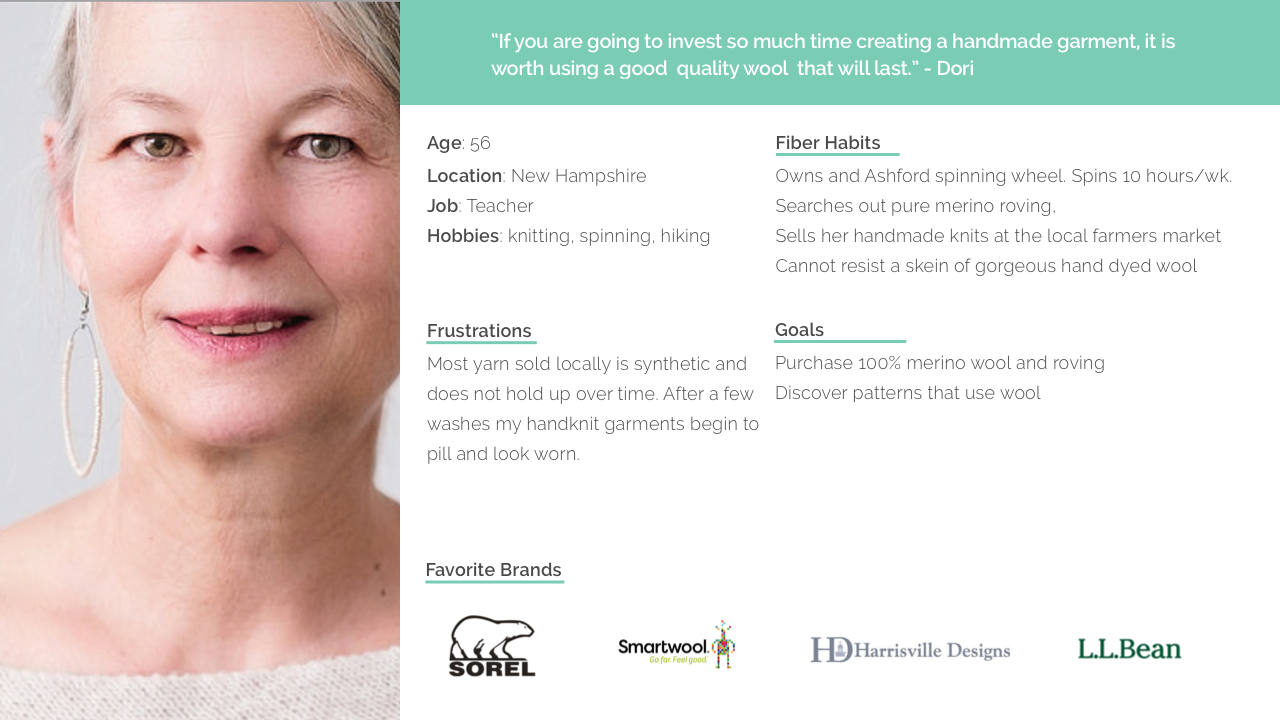 "If you are going to invest so much time creating a handmade garment, it is
worth using a good quality wool that will last." - Dori
Age: 56
Location: New Hampshire
Job: Teacher
Hobbies: knitting, spinning, hiking
Fiber Habits
Owns and Ashford spinning wheel. Spins 10 hours/wk.
Searches out pure merino roving,
Sells her handmade knits at the local farmers market
Cannot resist a skein of gorgeous hand dyed wool
Frustrations
Most yarn sold locally is synthetic and
does not hold up over time. After a few
washes my handknit garments begin to
pill and look worn.
Goals
Purchase 100% merino wool and roving
Discover patterns that use wool
Favorite Brands
SOREL
Smartwool
Go far. Feel good.
HD Harrisville Designs
L.L.Bean